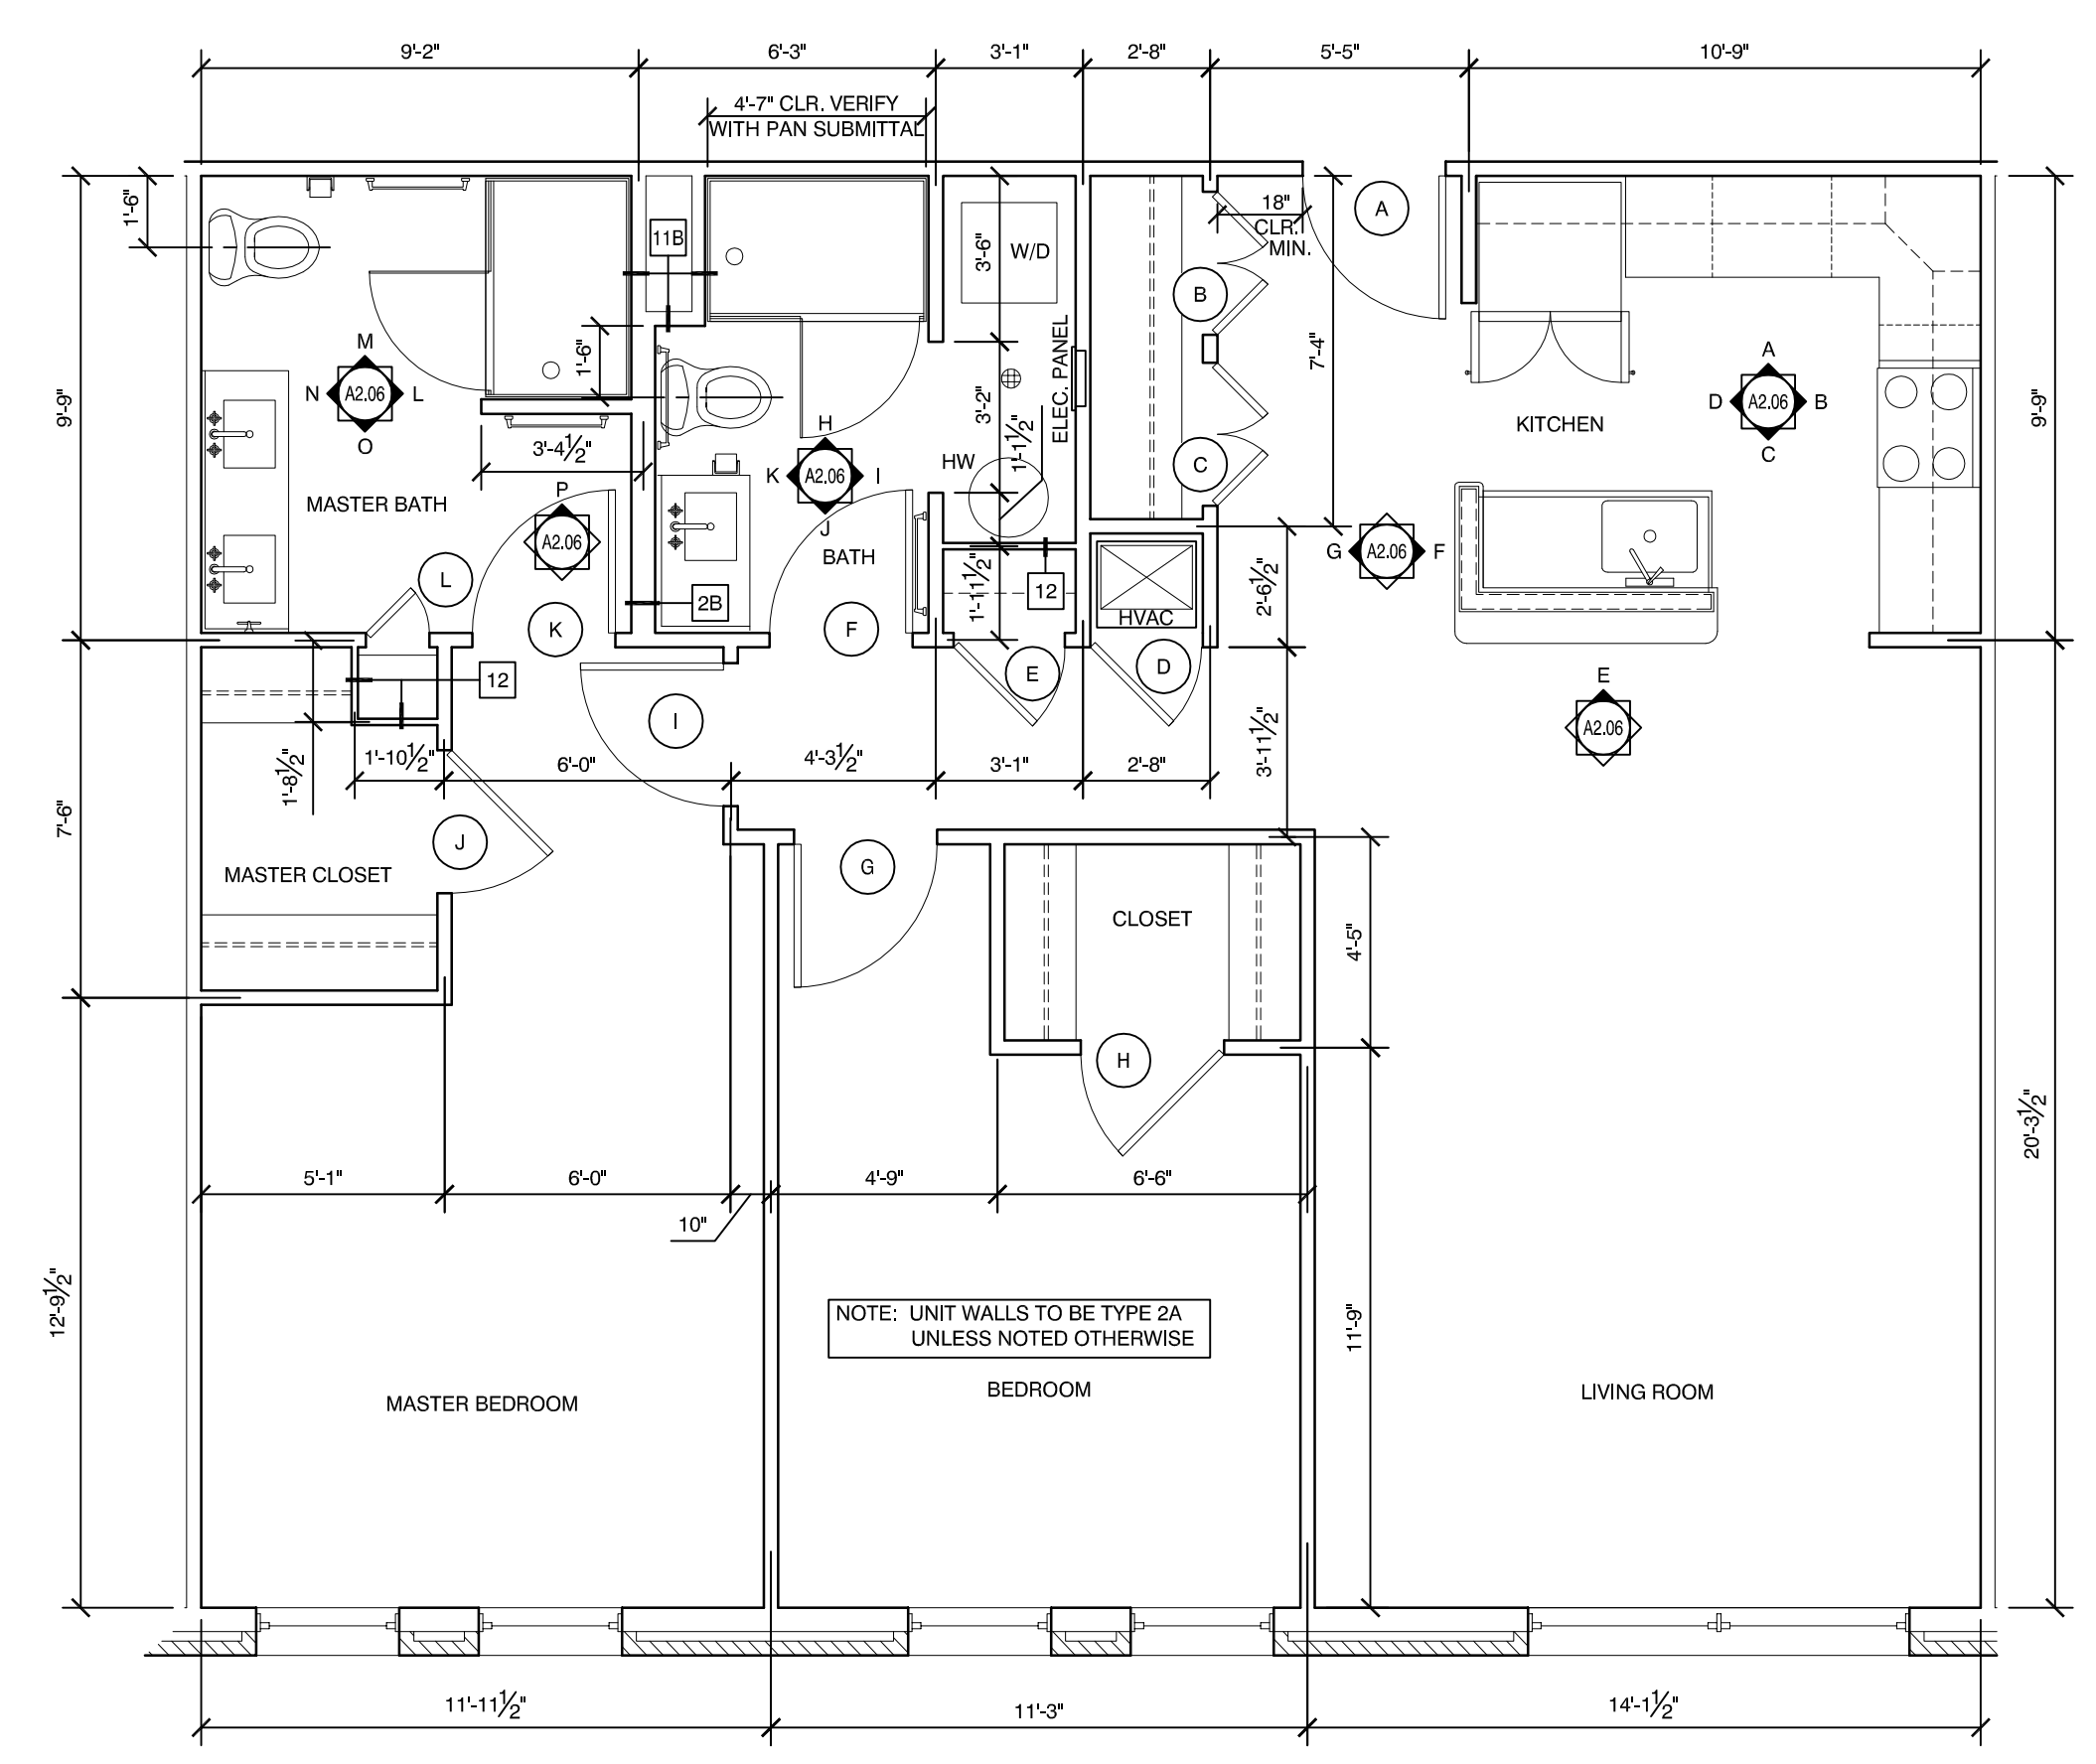 9'-2" 6'-3" 3'-1" 2'-8" 5'-5" 10'-9"
4'-7" CLR. VERIFY
WITH PAN SUBMITTAL
1'-6"
11B
3'-6"
W/D
18"
CLR.
MIN.
A
B
7'-4"
1'-6"
ELEC. PANEL
M
N A2.06 L
O
9'-9"
3'-2"
1'-1½"
H
K A2.06 I
J
HW
C
KITCHEN
A
D A2.06 B
C
9'-9"
3'-4½"
MASTER BATH
P
A2.06
BATH
G A2.06 F
L
K
2B
F
1'-11½"
12
HVAC
2'-6½"
12
I
E
D
E
A2.06
1'-8½"
1'-10½" 6'-0" 4'-3½" 3'-1" 2'-8"
3'-11½"
7'-6"
J
MASTER CLOSET
G
CLOSET
4'-5"
H
20'-3½"
5'-1" 6'-0" 4'-9" 6'-6"
10"
12'-9½"
NOTE: UNIT WALLS TO BE TYPE 2A
UNLESS NOTED OTHERWISE
11'-9"
MASTER BEDROOM
BEDROOM
LIVING ROOM
11'-11½" 11'-3" 14'-1½"